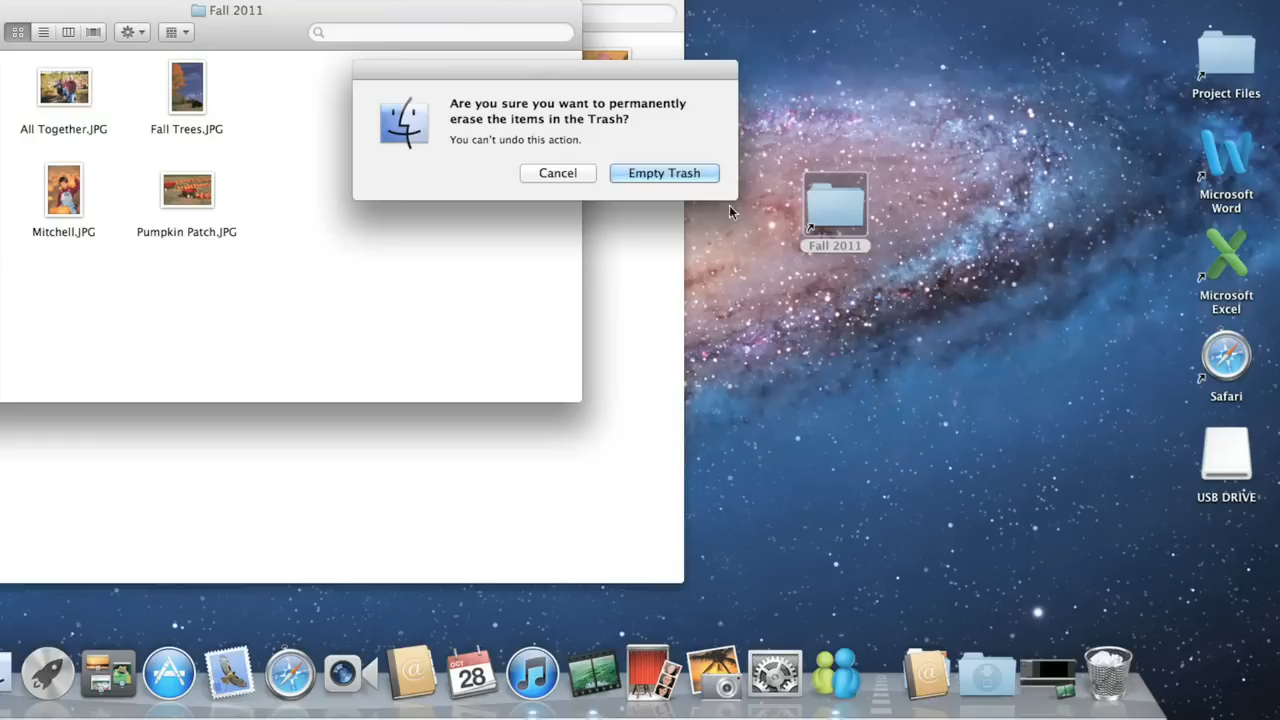 Fall 2011
All Together.JPG
Fall Trees.JPG
Mitchell.JPG
Pumpkin Patch.JPG
Are you sure you want to permanently
erase the items in the Trash?
You can't undo this action.
Cancel
Empty Trash
Fall 2011
Project Files
Microsoft
Word
Microsoft
Excel
Safari
USB DRIVE
OCT
28